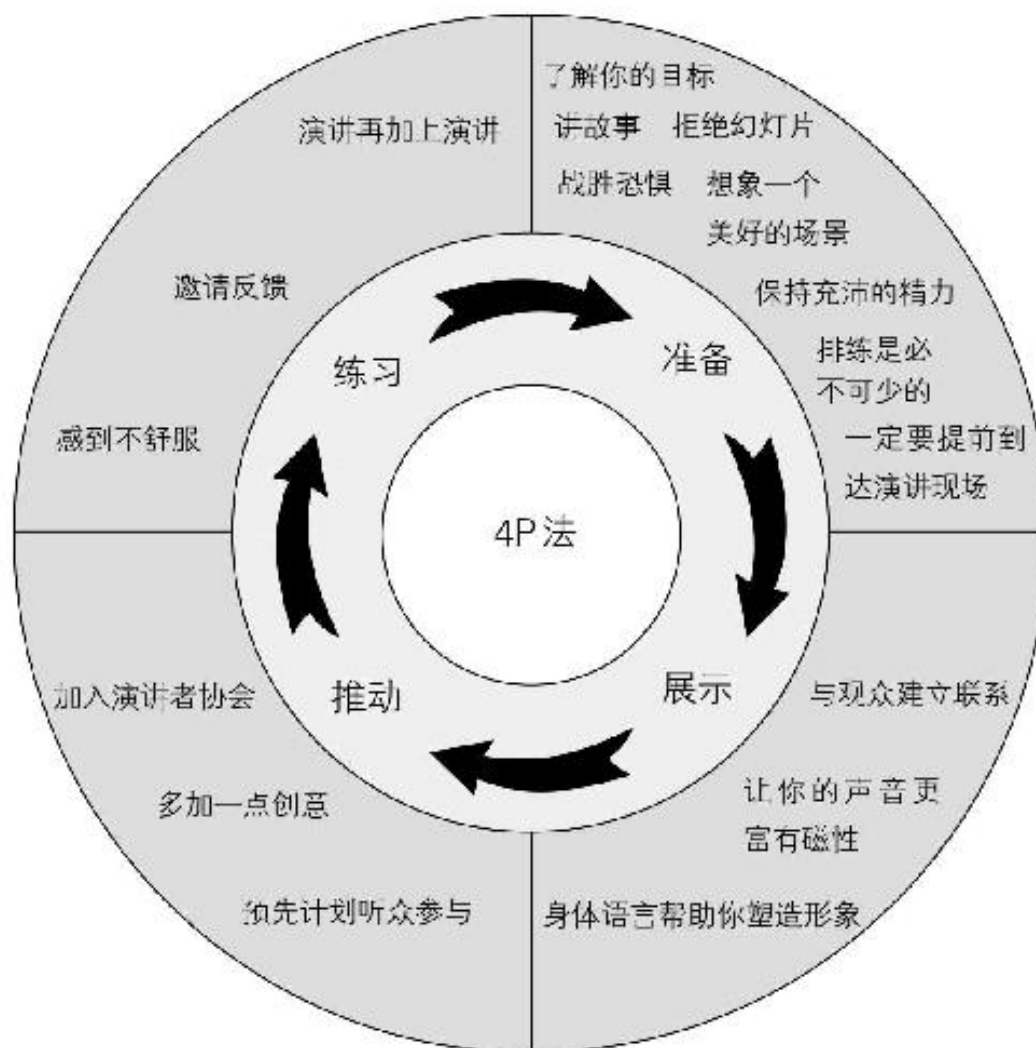 4P法
准备
了解你的目标
讲故事 拒绝幻灯片
战胜恐惧 想象一个
美好的场景
保持充沛的精力
排练是必
不可少的
一定要提前到
达演讲现场
展示
与观众建立联系
让你的声音更
富有磁性
身体语言帮助你塑造形象
推动
加入演讲者协会
多加一点创意
预先计划听众参与
练习
演讲再加上演讲
邀请反馈
感到不舒服